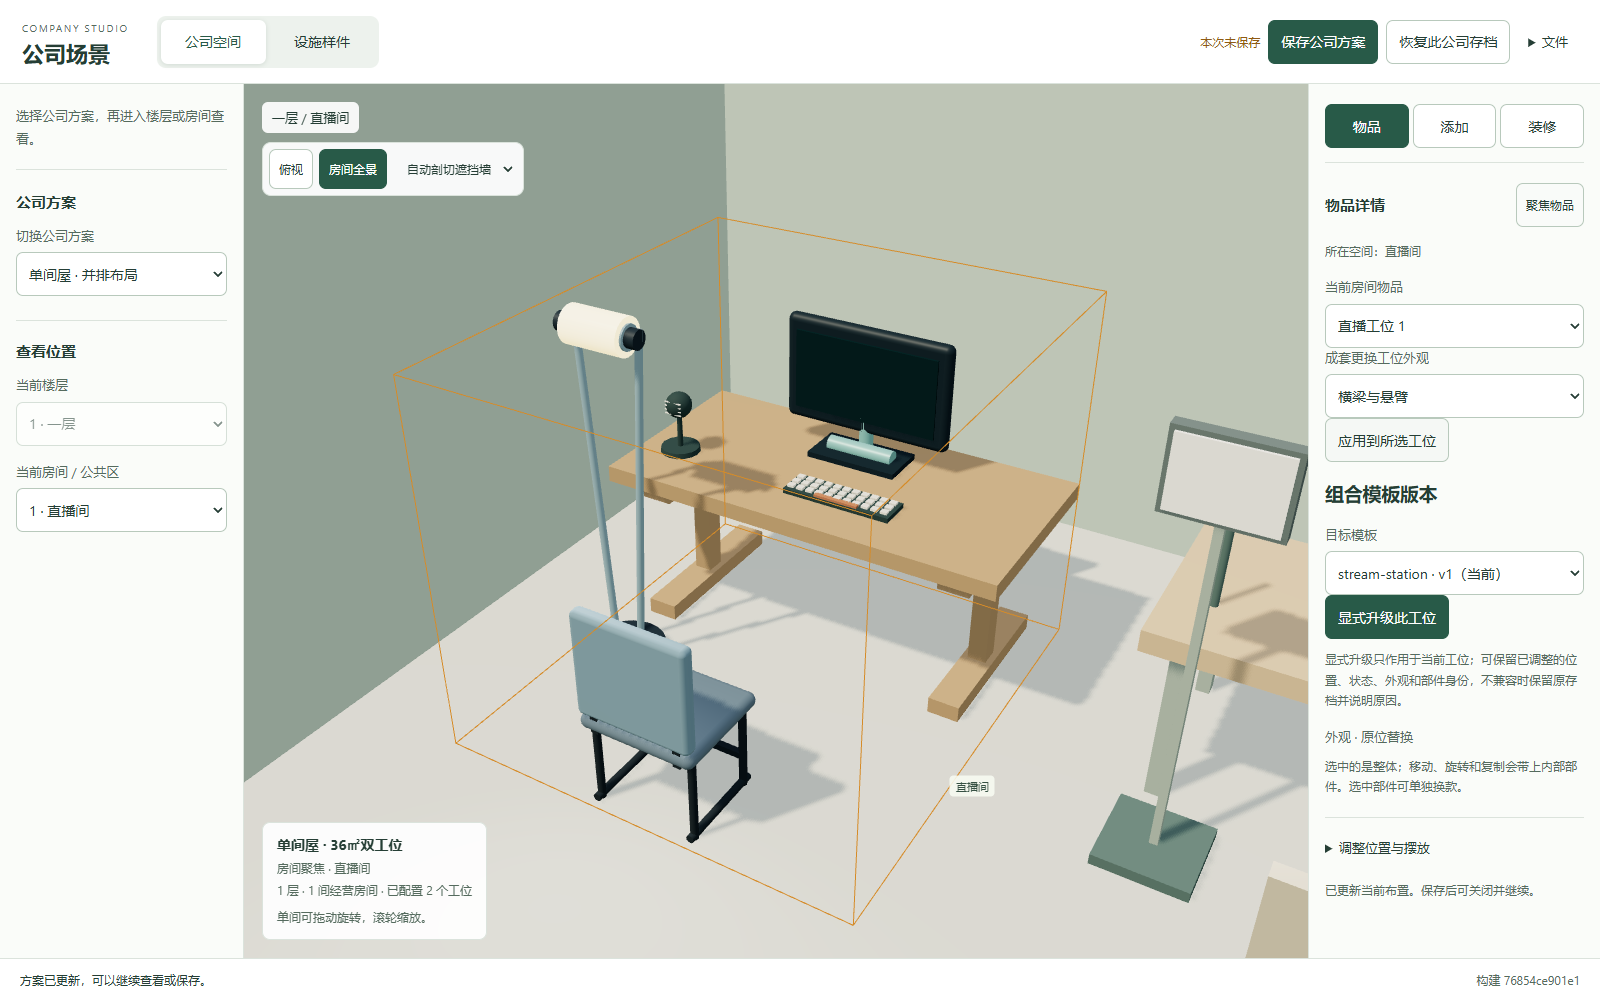 COMPANY STUDIO
公司场景
公司空间
设施样件
本次未保存
保存公司方案
恢复此公司存档
文件
选择公司方案，再进入楼层或房间查
看。
公司方案
切换公司方案
单间屋 · 并排布局
查看位置
当前楼层
1 · 一层
当前房间 / 公共区
1 · 直播间
一层 / 直播间
俯视
房间全景
自动剖切遮挡墙
直播间
单间屋 · 36㎡双工位
房间聚焦 · 直播间
1 层 · 1 间经营房间 · 已配置 2 个工位
单间可拖动旋转，滚轮缩放。
物品
添加
装修
物品详情
聚焦物品
所在空间：直播间
当前房间物品
直播工位 1
成套更换工位外观
横梁与悬臂
应用到所选工位
组合模板版本
目标模板
stream-station · v1（当前）
显式升级此工位
显式升级只作用于当前工位；可保留已调整的位
置、状态、外观和部件身份，不兼容时保留原存
档并说明原因。
外观 · 原位替换
选中的是整体；移动、旋转和复制会带上内部部
件。选中部件可单独换款。
调整位置与摆放
已更新当前布置。保存后可关闭并继续。
方案已更新，可以继续查看或保存。
构建 76854ce901e1